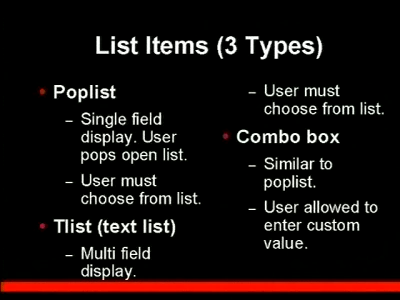 List Items (3 Types)
• Poplist
– Single field
display. User
pops open list.
– User must
choose from list.
• Tlist (text list)
– Multi field
display.
– User must
choose from list.
• Combo box
– Similar to
poplist.
– User allowed to
enter custom
value.